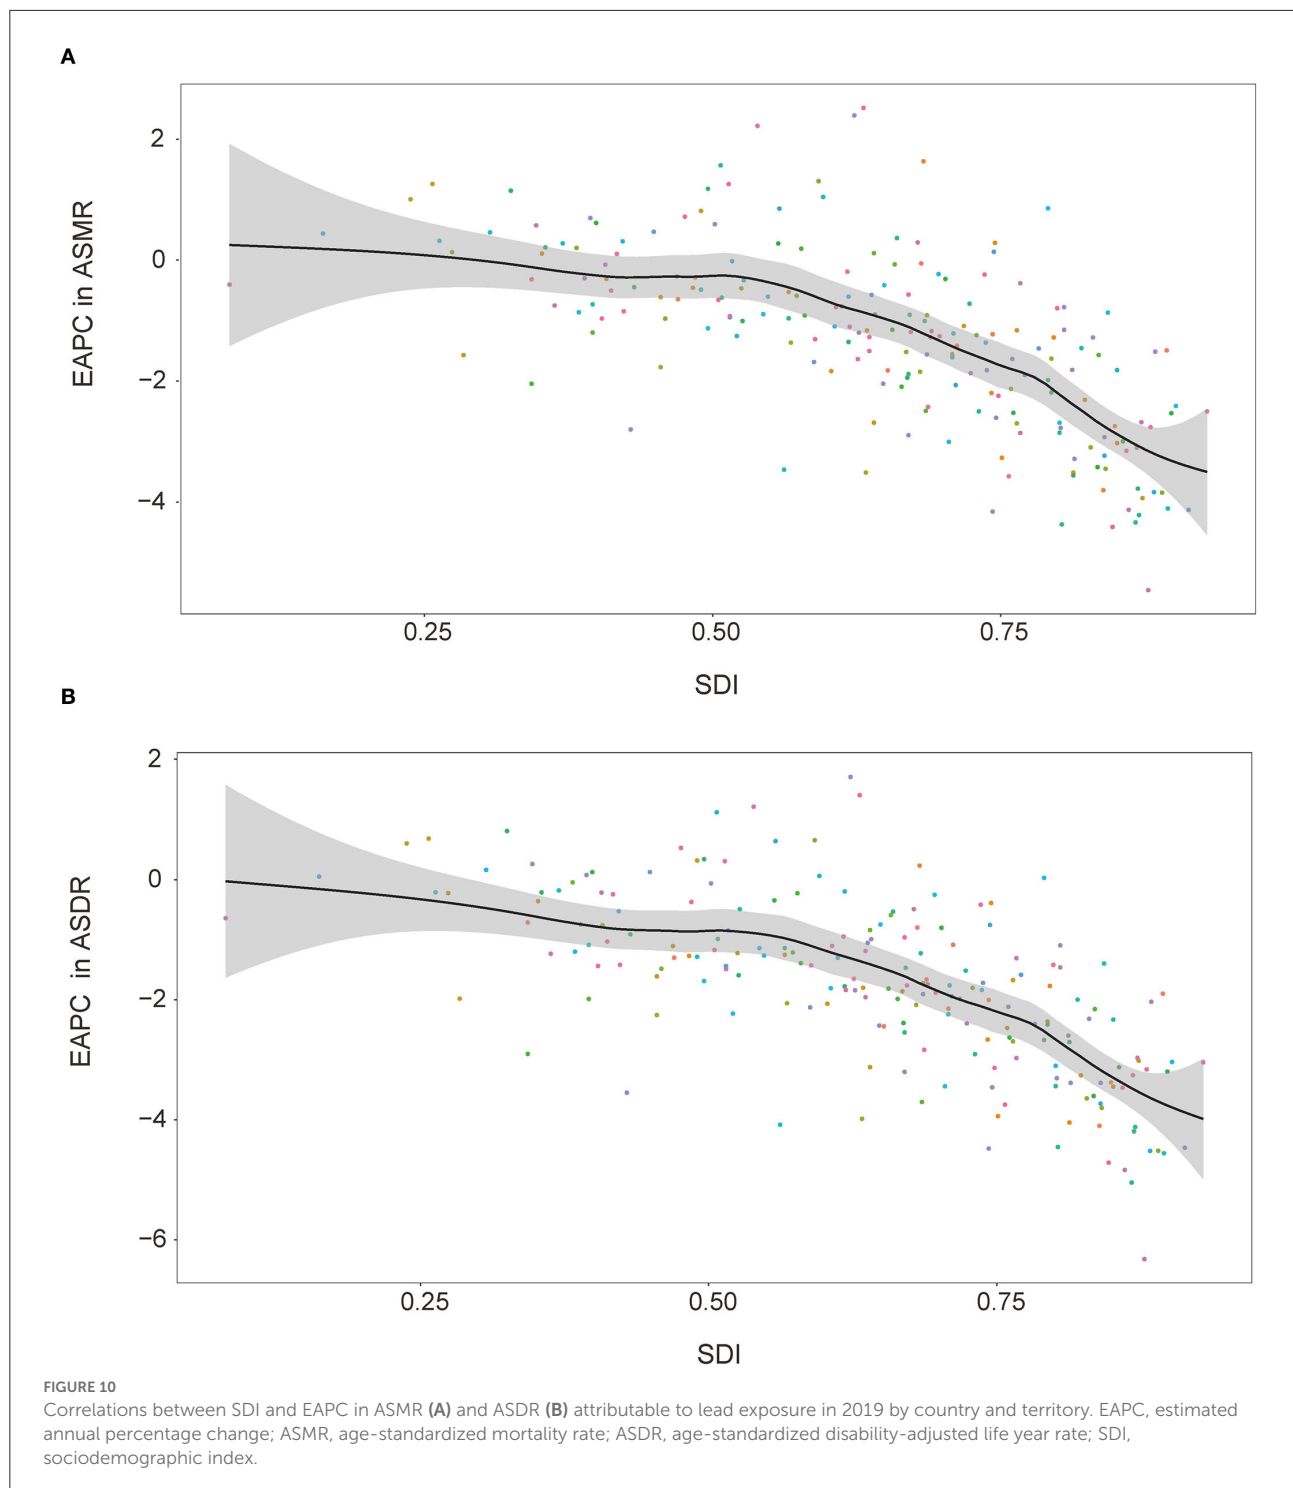 A
2
0
−2
−4
EAPC in ASMR
0.25 0.50 0.75
SDI
B
2
0
−2
−4
−6
EAPC in ASDR
0.25 0.50 0.75
SDI
FIGURE 10
Correlations between SDI and EAPC in ASMR (A) and ASDR (B) attributable to lead exposure in 2019 by country and territory. EAPC, estimated
annual percentage change; ASMR, age-standardized mortality rate; ASDR, age-standardized disability-adjusted life year rate; SDI,
sociodemographic index.